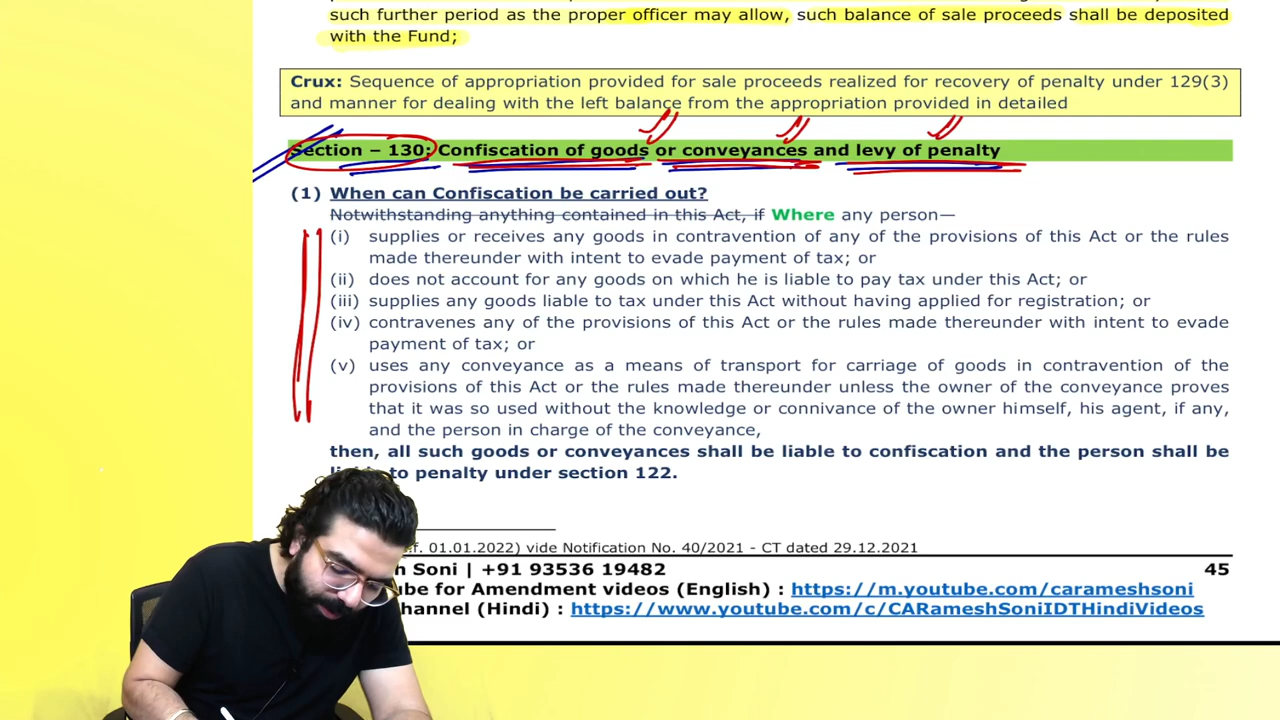 such further period as the proper officer may allow, such balance of sale proceeds shall be deposited
with the Fund;
Crux: Sequence of appropriation provided for sale proceeds realized for recovery of penalty under 129(3)
and manner for dealing with the left balance from the appropriation provided in detailed
Section – 130: Confiscation of goods or conveyances and levy of penalty
(1) When can Confiscation be carried out?
Notwithstanding anything contained in this Act, if Where any person—
(i) supplies or receives any goods in contravention of any of the provisions of this Act or the rules
made thereunder with intent to evade payment of tax; or
(ii) does not account for any goods on which he is liable to pay tax under this Act; or
(iii) supplies any goods liable to tax under this Act without having applied for registration; or
(iv) contravenes any of the provisions of this Act or the rules made thereunder with intent to evade
payment of tax; or
(v) uses any conveyance as a means of transport for carriage of goods in contravention of the
provisions of this Act or the rules made thereunder unless the owner of the conveyance proves
that it was so used without the knowledge or connivance of the owner himself, his agent, if any,
and the person in charge of the conveyance,
then, all such goods or conveyances shall be liable to confiscation and the person shall be
to penalty under section 122.
01.01.2022) vide Notification No. 40/2021 - CT dated 29.12.2021
Soni | +91 93536 19482 45
for Amendment videos (English) : https://m.youtube.com/carameshsoni
(Hindi) : https://www.youtube.com/c/CARameshSoniIDTHindiVideos